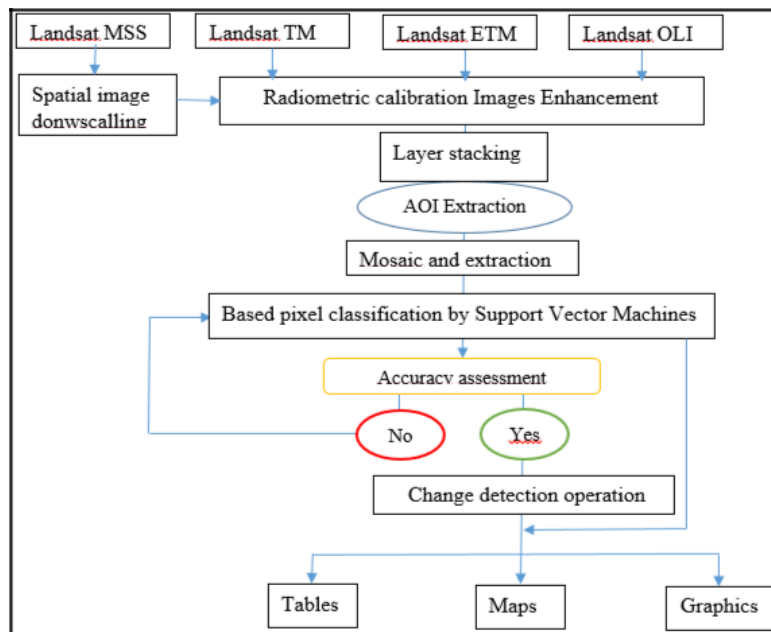 Landsat MSS
Landsat TM
Landsat ETM
Landsat OLI
Spatial image
donwscalling
Radiometric calibration Images Enhancement
Layer stacking
AOI Extraction
Mosaic and extraction
Based pixel classification by Support Vector Machines
Accuracy assessment
No
Yes
Change detection operation
Tables
Maps
Graphics